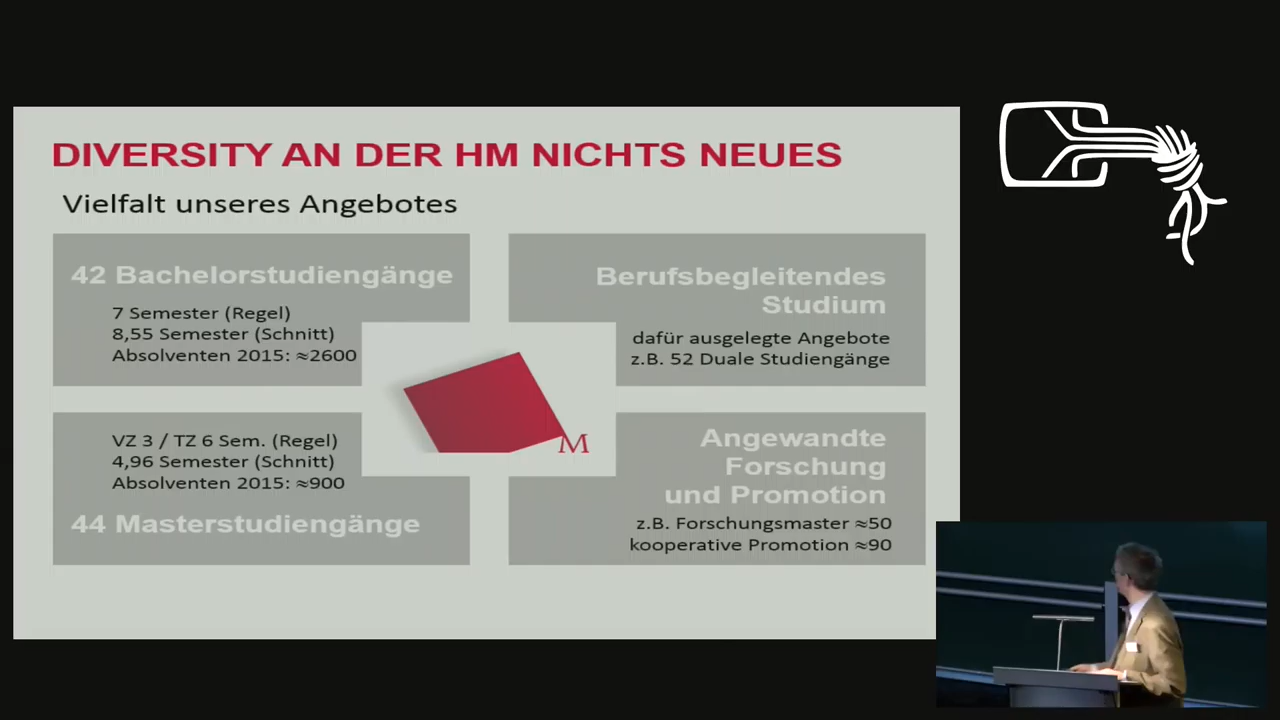 DIVERSITY AN DER HM NICHTS NEUES
Vielfalt unseres Angebotes
42 Bachelorstudiengänge
7 Semester (Regel)
8,55 Semester (Schnitt)
Absolventen 2015: ≈2600
Berufsbegleitendes
Studium
dafür ausgelegte Angebote
z.B. 52 Duale Studiengänge
VZ 3 / TZ 6 Sem. (Regel)
4,96 Semester (Schnitt)
Absolventen 2015: ≈900
44 Masterstudiengänge
M
Angewandte
Forschung
und Promotion
z.B. Forschungsmaster ≈50
kooperative Promotion ≈90